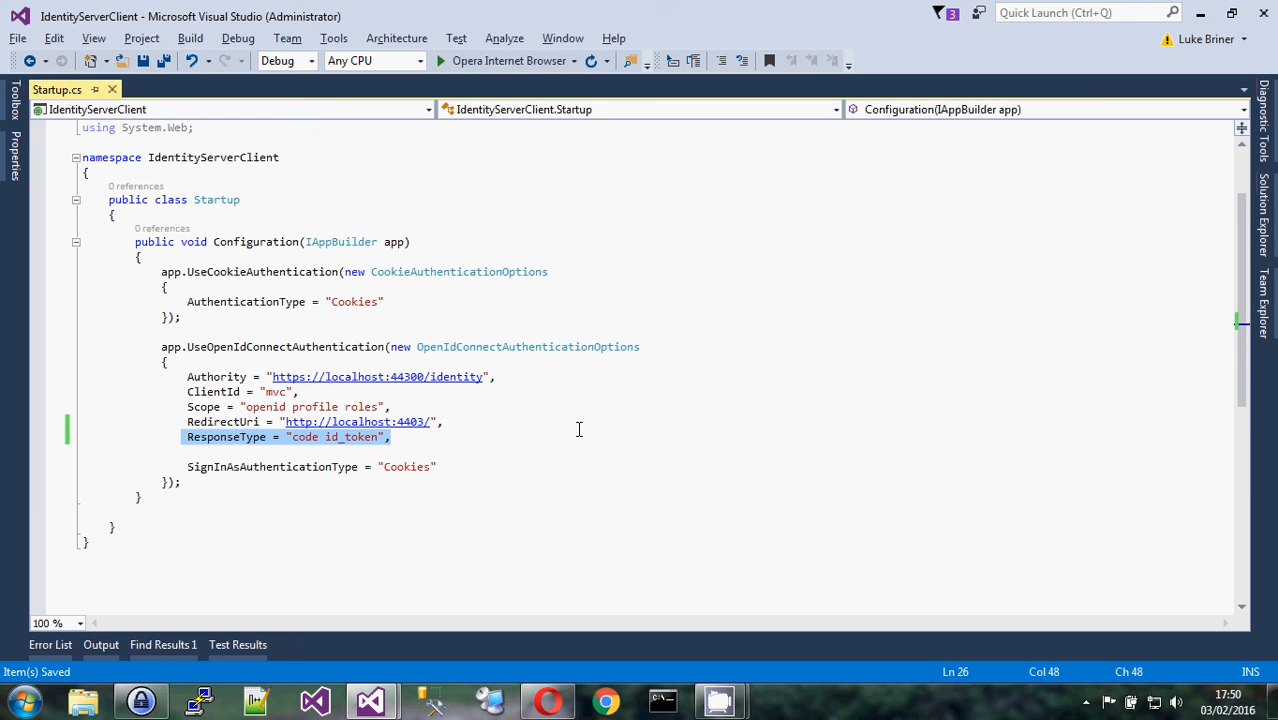 IdentityServerClient - Microsoft Visual Studio (Administrator)
3
Quick Launch (Ctrl+Q)
File Edit View Project Build Debug Team Tools Architecture Test Analyze Window Help
Luke Briner
Debug Any CPU Open Internet Browser
Startup.cs
IdentityServerClient IdentityServerClient.Startup Configuration(IAppBuilder app)
Toolbox
Properties
Diagnostic Tools
Solution Explorer
Team Explorer
using System.Web;
namespace IdentityServerClient
{
0 references
public class Startup
{
0 references
public void Configuration(IAppBuilder app)
{
app.UseCookieAuthentication(new CookieAuthenticationOptions
{
AuthenticationType = "Cookies"
});
app.UseOpenIdConnectAuthentication(new OpenIdConnectAuthenticationOptions
{
Authority = "https://localhost:44300/identity",
ClientId = "mvc",
Scope = "openid profile roles",
RedirectUri = "http://localhost:4403/",
ResponseType = "code id_token",
SignInAsAuthenticationType = "Cookies"
});
}
}
}
100 %
Error List Output Find Results 1 Test Results
Item(s) Saved Ln 26 Col 48 Ch 48 INS
17:50
03/02/2016